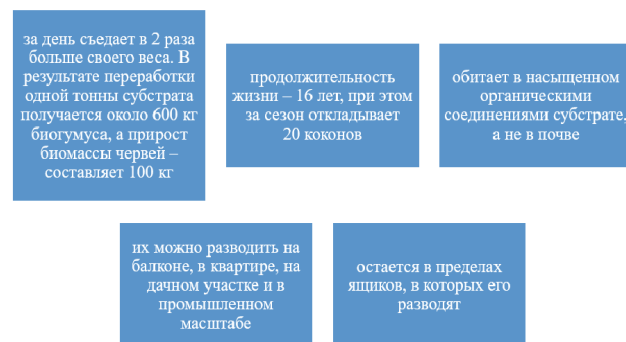 за день съедает в 2 раза
больше своего веса. В
результате переработки
одной тонны субстрата
получается около 600 кг
биогумуса, а прирост
биомассы червей –
составляет 100 кг
продолжительность
жизни – 16 лет, при этом
за сезон откладывает
20 коконов
обитает в насыщенном
органическими
соединениями субстрате,
а не в почве
их можно разводить на
балконе, в квартире, на
дачном участке и в
промышленном
масштабе
остается в пределах
ящиков, в которых его
разводят